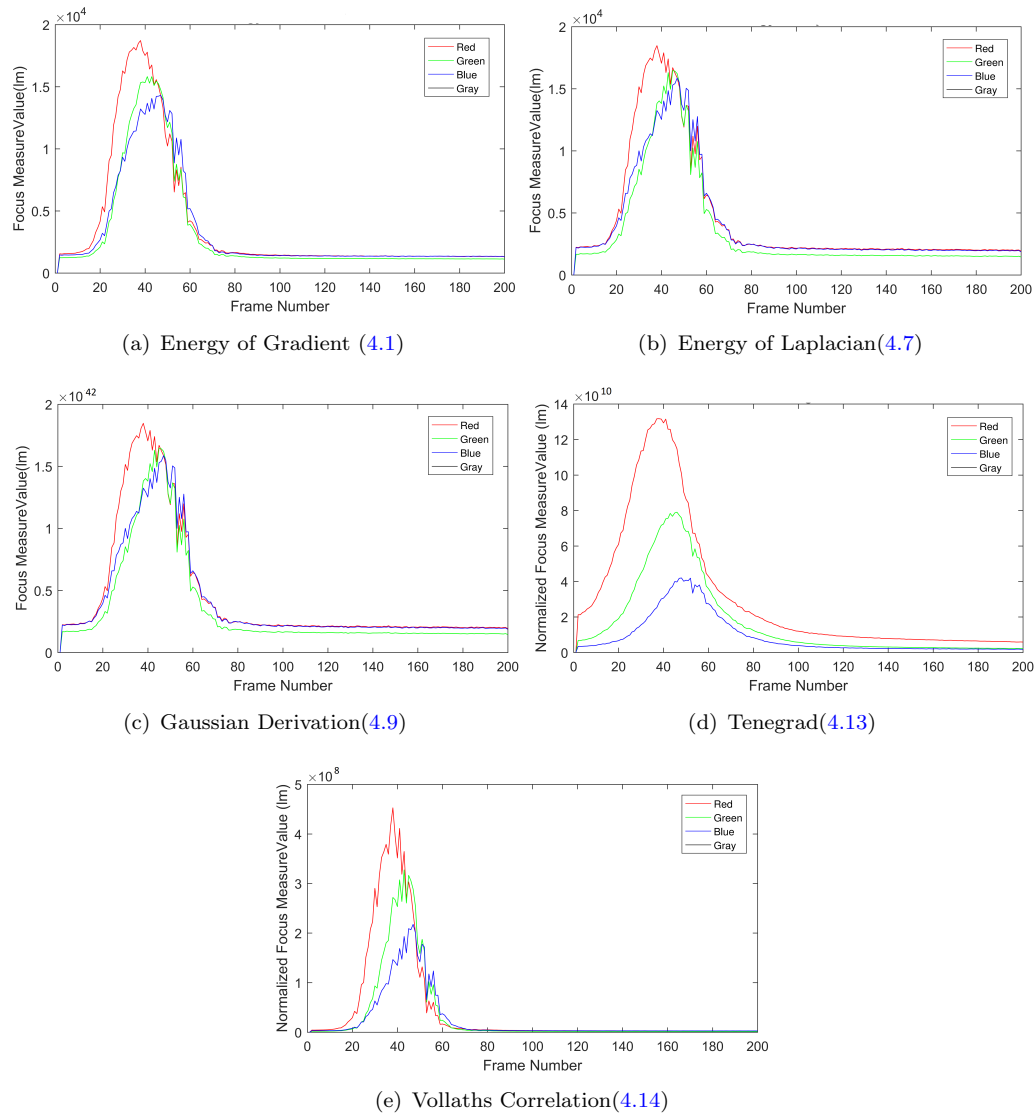 ×10^4
2
1.5
1
0.5
0
Focus MeasureValue(Im)
Red
Green
Blue
Gray
0 20 40 60 80 100 120 140 160 180 200
Frame Number
(a) Energy of Gradient (4.1)
×10^4
2
1.5
1
0.5
0
Focus MeasureValue(Im)
Red
Green
Blue
Gray
0 20 40 60 80 100 120 140 160 180 200
Frame Number
(b) Energy of Laplacian(4.7)
×10^42
2
1.5
1
0.5
0
Focus MeasureValue(Im)
Red
Green
Blue
Gray
0 20 40 60 80 100 120 140 160 180 200
Frame Number
(c) Gaussian Derivation(4.9)
×10^10
14
12
10
8
6
4
2
0
Normalized Focus MeasureValue (Im)
Red
Green
Blue
Gray
0 20 40 60 80 100 120 140 160 180 200
Frame Number
(d) Tenegrad(4.13)
×10^8
5
4
3
2
1
0
Normalized Focus MeasureValue (Im)
Red
Green
Blue
Gray
0 20 40 60 80 100 120 140 160 180 200
Frame Number
(e) Vollaths Correlation(4.14)